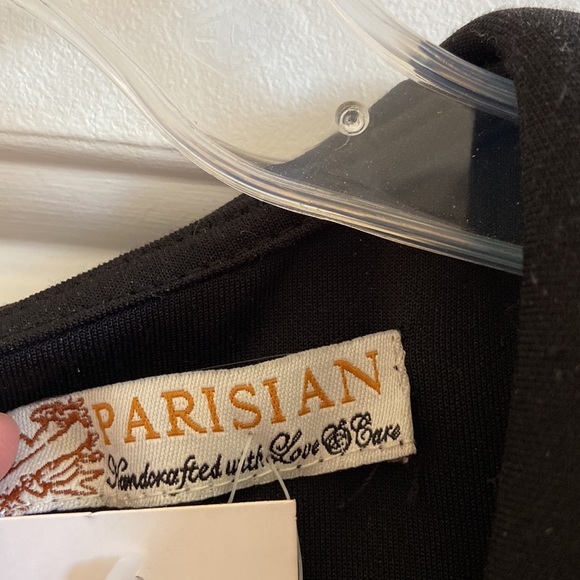 PARISIAN
Handcrafted with Love & Care